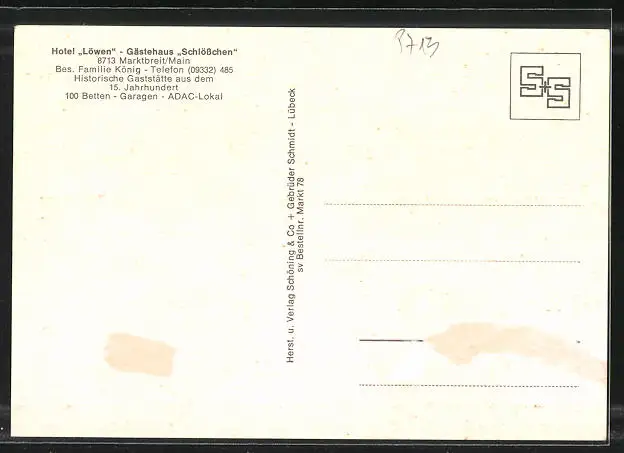 Hotel „Löwen" - Gästehaus „Schlößchen"
8713 Marktbreit/Main
Bes. Familie König - Telefon (09332) 485
Historische Gaststätte aus dem
15. Jahrhundert
100 Betten - Garagen - ADAC-Lokal
Herst. u. Verlag Schöning & Co + Gebrüder Schmidt - Lübeck
sv Bestellnr. Markt 78
8713
S+S